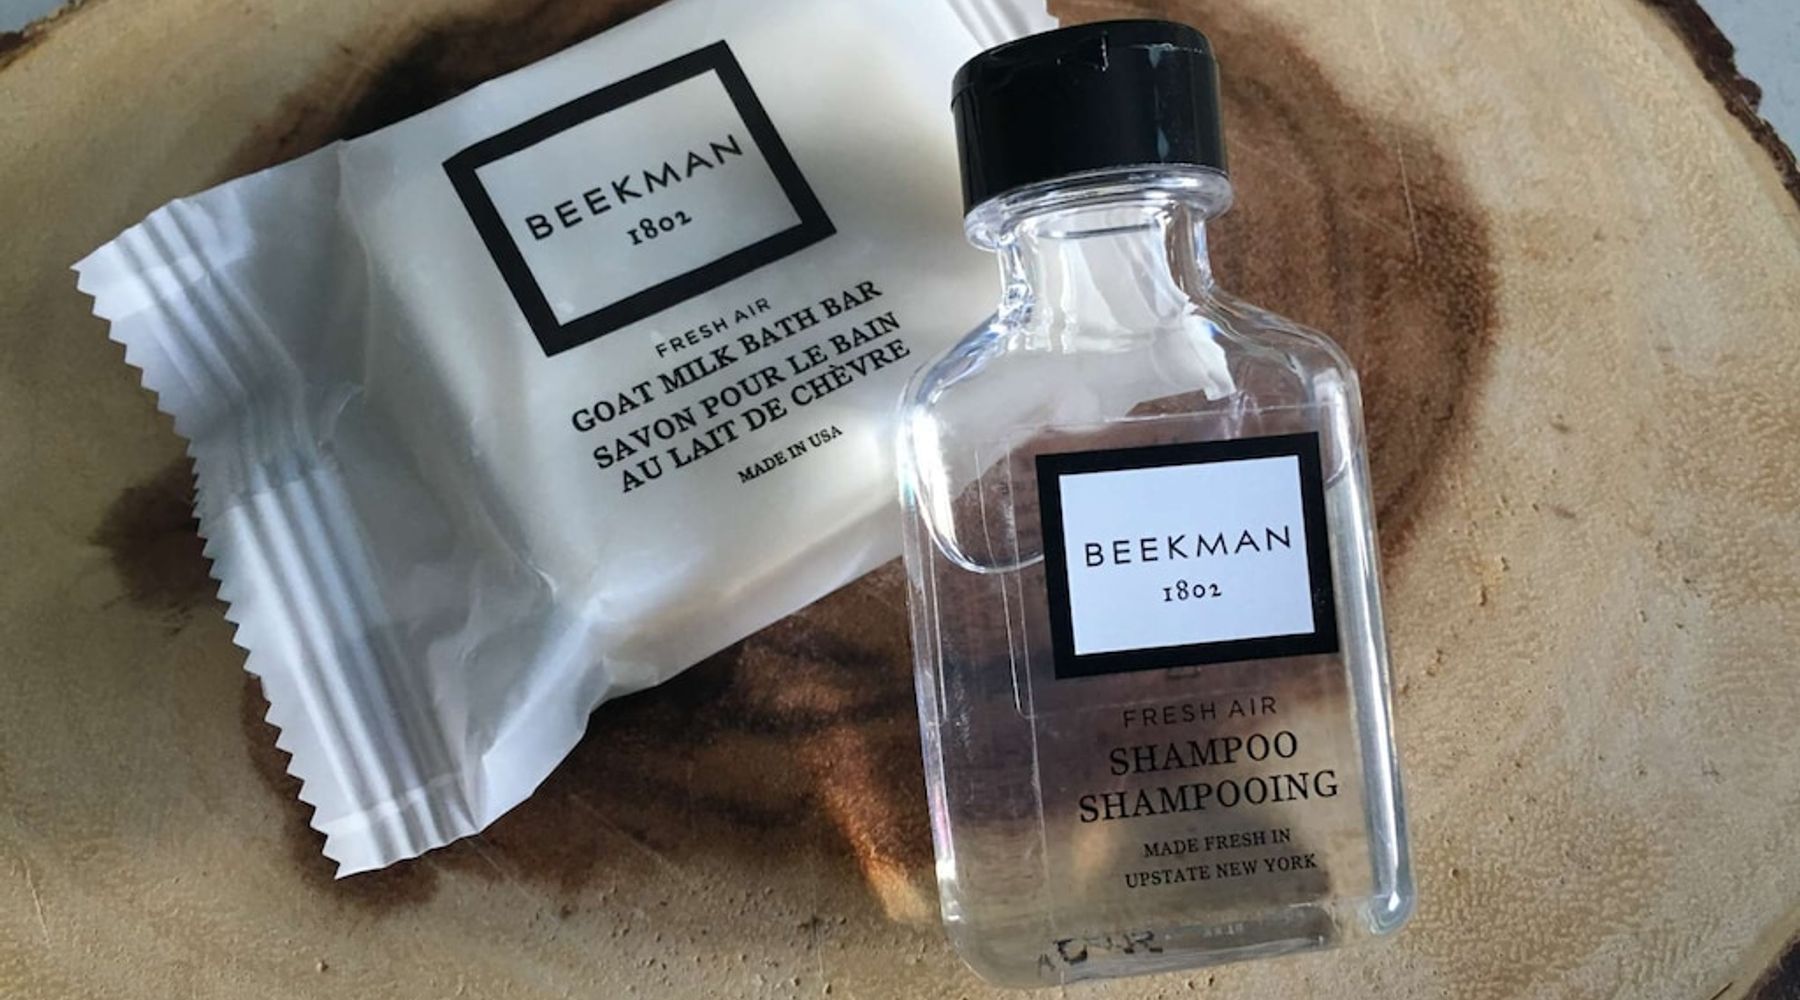 BEEKMAN
1802
FRESH AIR
GOAT MILK BATH BAR
SAVON POUR LE BAIN
AU LAIT DE CHÈVRE
MADE IN USA
BEEKMAN
1802
FRESH AIR
SHAMPOO
SHAMPOOING
MADE FRESH IN
UPSTATE NEW YORK